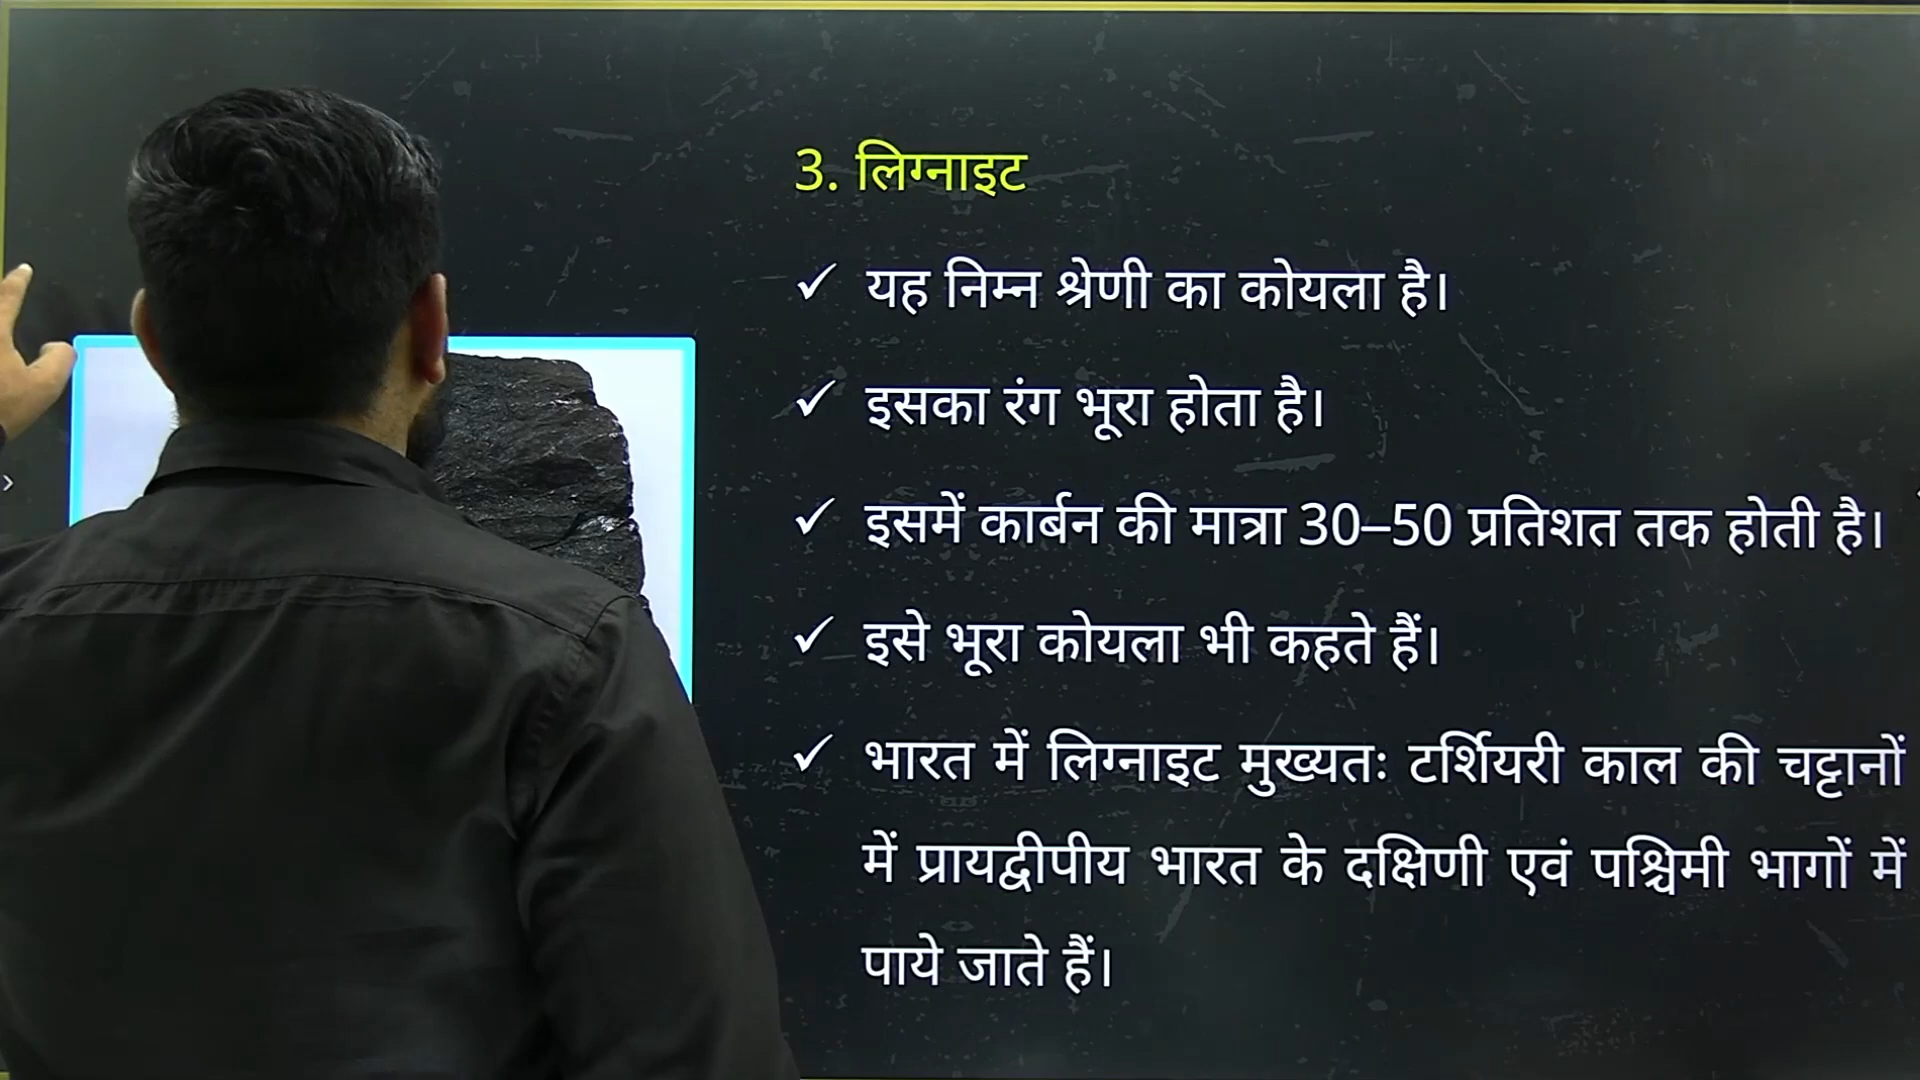 3. लिग्नाइट
✓ यह निम्न श्रेणी का कोयला है।
✓ इसका रंग भूरा होता है।
✓ इसमें कार्बन की मात्रा 30–50 प्रतिशत तक होती है।
✓ इसे भूरा कोयला भी कहते हैं।
✓ भारत में लिग्नाइट मुख्यतः टर्शियरी काल की चट्टानों
में प्रायद्वीपीय भारत के दक्षिणी एवं पश्चिमी भागों में
पाये जाते हैं।